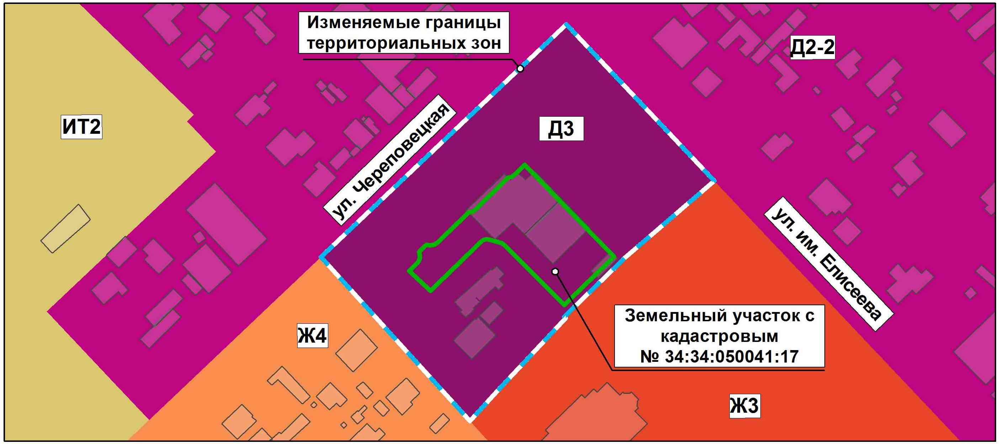 Изменяемые границы
территориальных зон
Д2-2
ИТ2
Д3
ул. Череповецкая
ул. им. Елисеева
Земельный участок с
кадастровым
№ 34:34:050041:17
Ж4
Ж3